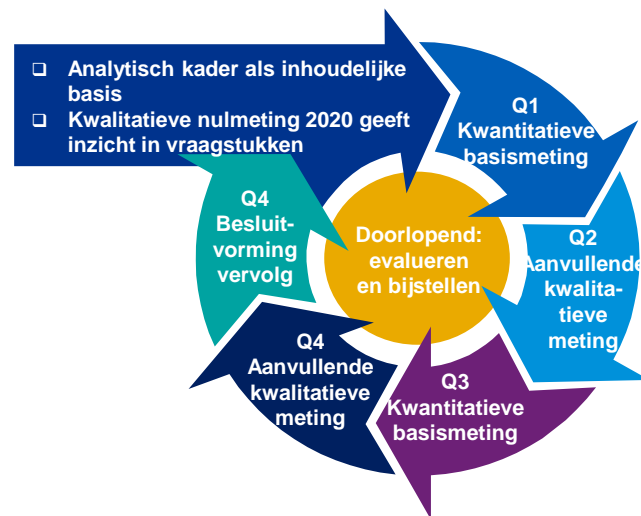 ❑ Analytisch kader als inhoudelijke
basis
❑ Kwalitatieve nulmeting 2020 geeft
inzicht in vraagstukken
Q1
Kwantitatieve
basismeting
Q2
Aanvullende
kwalita-
tieve
meting
Q3
Kwantitatieve
basismeting
Q4
Aanvullende
kwalitatieve
meting
Q4
Besluit-
vorming
vervolg
Doorlopend:
evalueren
en bijstellen